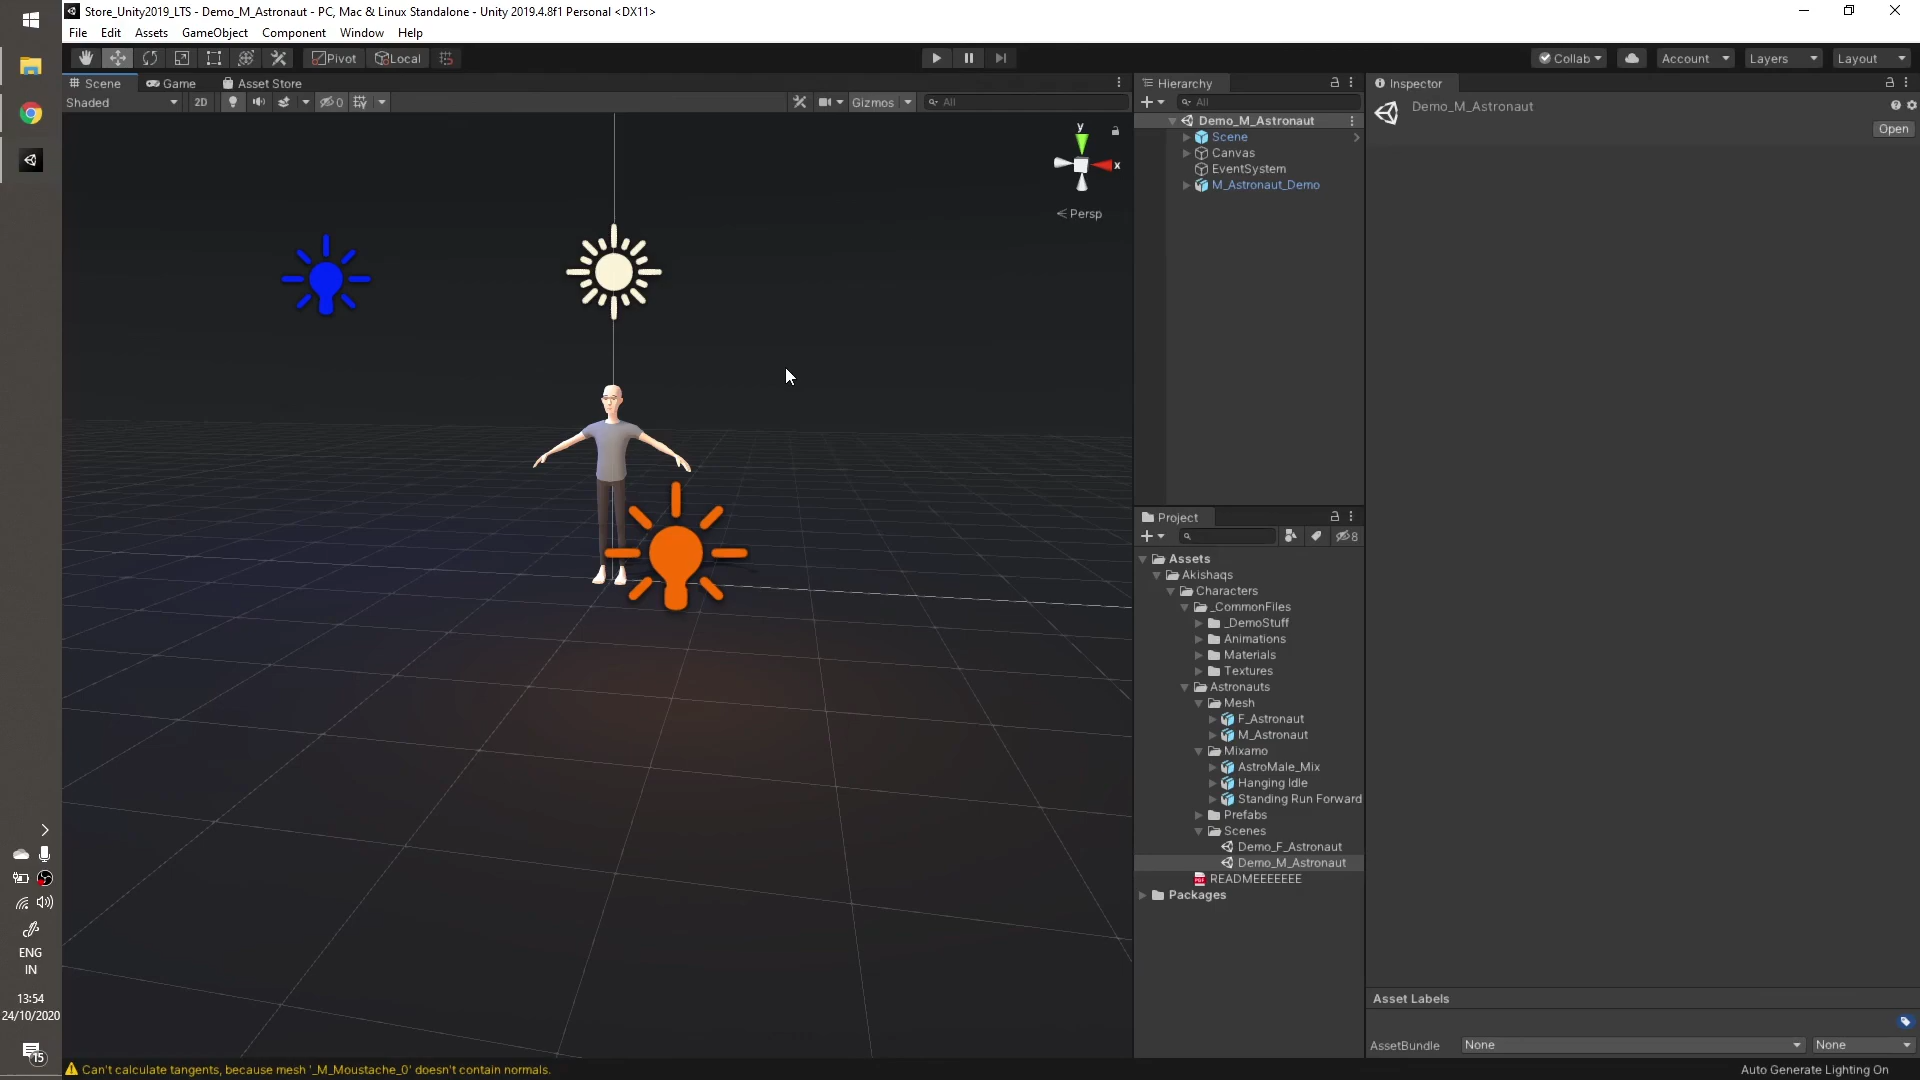 Store_Unity2019_LTS - Demo_M_Astronaut - PC, Mac & Linux Standalone - Unity 2019.4.8f1 Personal <DX11>
File Edit Assets GameObject Component Window Help
Pivot Local
Collab Account Layers Layout
Scene Game Asset Store
Shaded 2D 0 Gizmos All
y
x
Persp
Hierarchy
All
Demo_M_Astronaut
Scene
Canvas
EventSystem
M_Astronaut_Demo
Inspector
Demo_M_Astronaut
Open
Project
8
Assets
Akishaqs
Characters
_CommonFiles
_DemoStuff
Animations
Materials
Textures
Astronauts
Mesh
F_Astronaut
M_Astronaut
Mixamo
AstroMale_Mix
Hanging Idle
Standing Run Forward
Prefabs
Scenes
Demo_F_Astronaut
Demo_M_Astronaut
READMEEEEEEE
Packages
Asset Labels
AssetBundle None None
ENG
IN
13:54
24/10/2020
15
Can't calculate tangents, because mesh '_M_Moustache_0' doesn't contain normals.
Auto Generate Lighting On